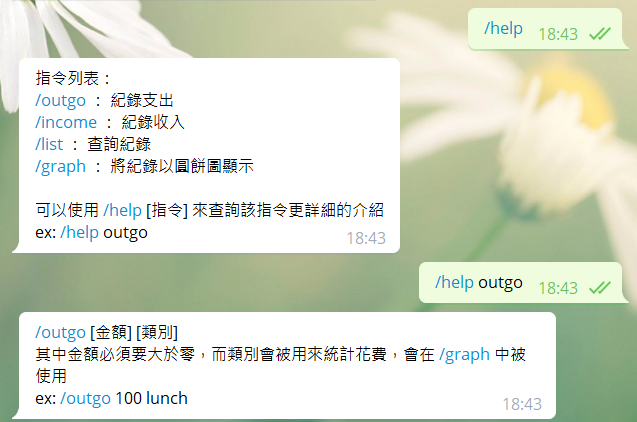 /help 18:43
指令列表：
/outgo ： 紀錄支出
/income ： 紀錄收入
/list ： 查詢紀錄
/graph ： 將紀錄以圓餅圖顯示
可以使用 /help [指令] 來查詢該指令更詳細的介紹
ex: /help outgo
18:43
/help outgo 18:43
/outgo [金額] [類別]
其中金額必須要大於零，而類別會被用來統計花費，會在 /graph 中被
使用
ex: /outgo 100 lunch
18:43